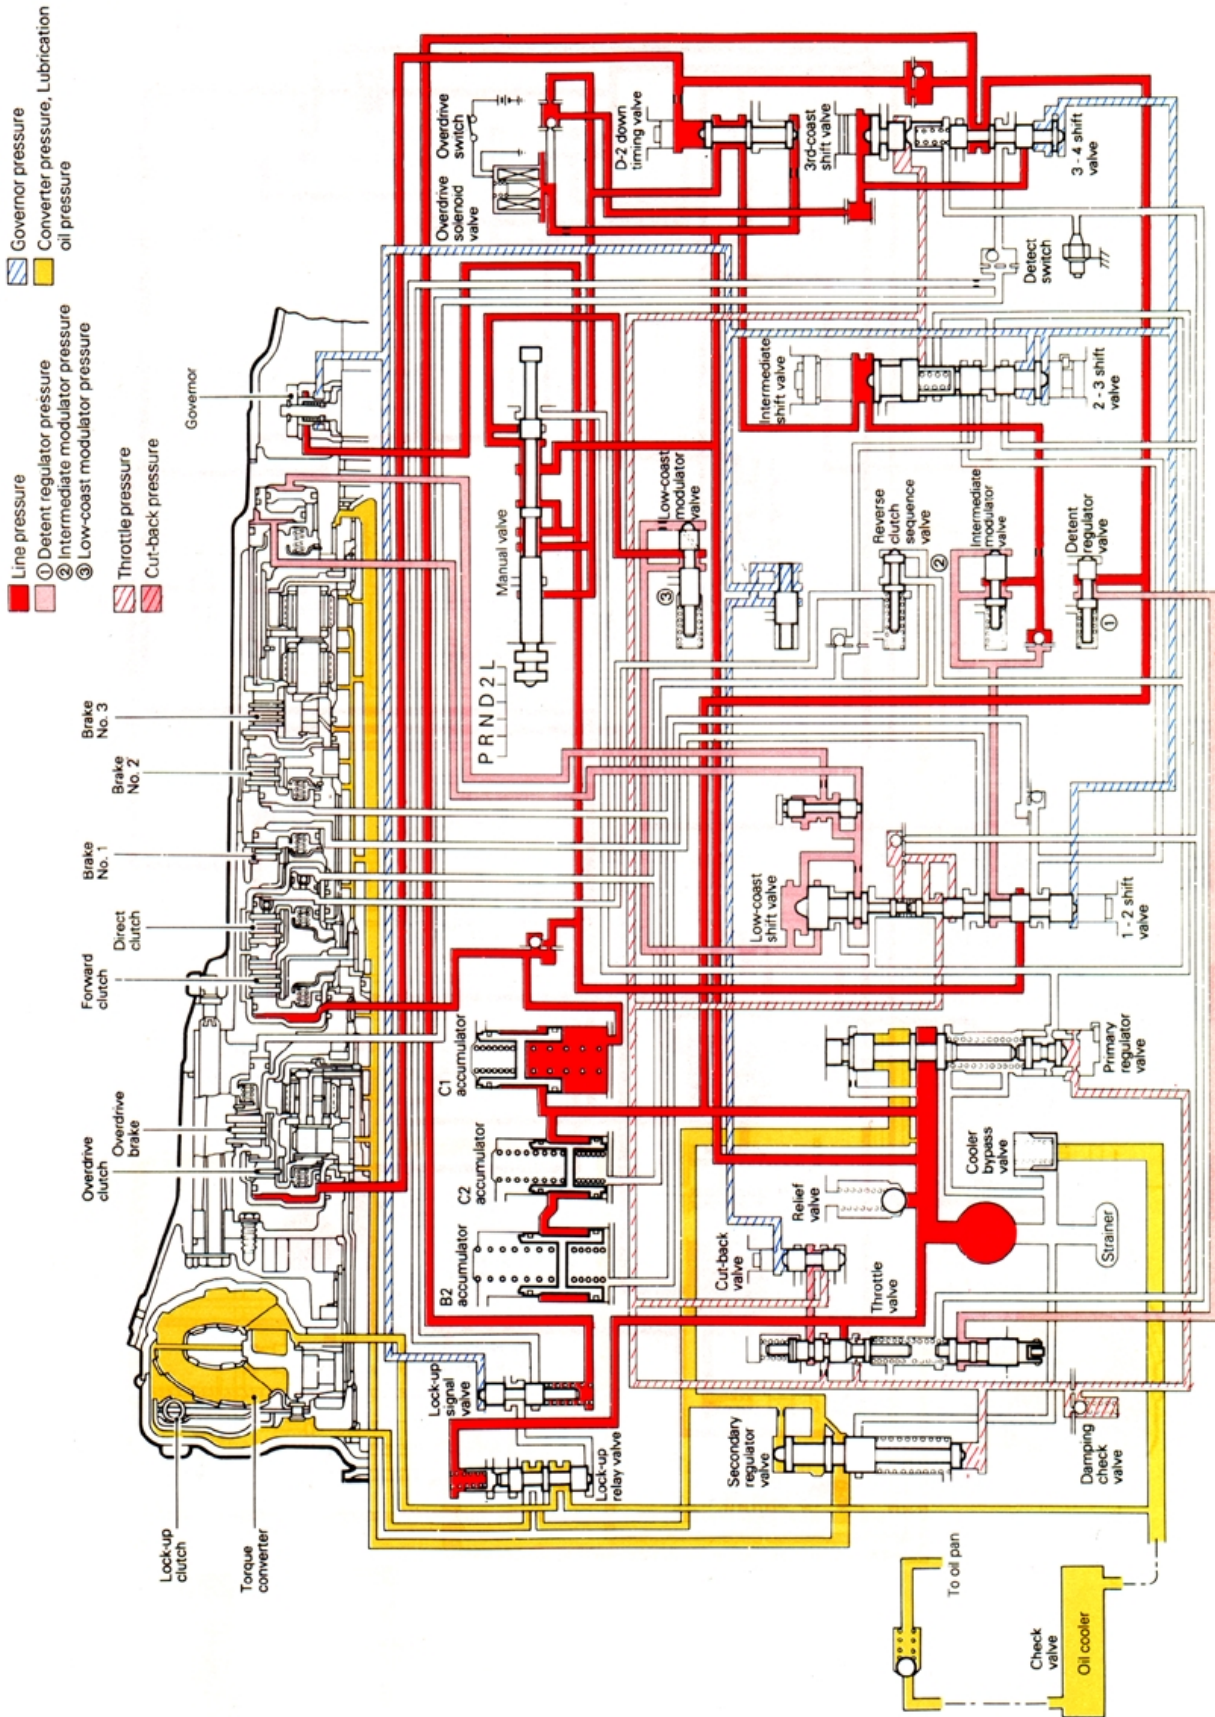 Line pressure
① Detent regulator pressure
② Intermediate modulator pressure
③ Low-coast modulator pressure
Throttle pressure
Cut-back pressure
Governor pressure
Converter pressure, Lubrication
oil pressure
Lock-up
clutch
Torque
converter
Overdrive
clutch
Overdrive
brake
Forward
clutch
Direct
clutch
Brake
No. 1
Brake
No. 2
Brake
No. 3
Governor
Lock-up
signal
valve
Lock-up
relay valve
B2
accumulator
C2
accumulator
C1
accumulator
Manual valve
P R N D 2 L
Overdrive
solenoid
valve
Overdrive
switch
D-2 down
timing valve
3rd-coast
shift valve
3 - 4 shift
valve
Detect
switch
Low-coast
modulator
valve
③
Intermediate
shift valve
2 - 3 shift
valve
Reverse
clutch
sequence
valve
②
Intermediate
modulator
valve
Detent
regulator
valve
①
Low-coast
shift valve
1 - 2 shift
valve
Primary
regulator
valve
Relief
valve
Cooler
bypass
valve
Strainer
Cut-back
valve
Throttle
valve
Secondary
regulator
valve
Damping
check
valve
To oil pan
Check
valve
Oil cooler